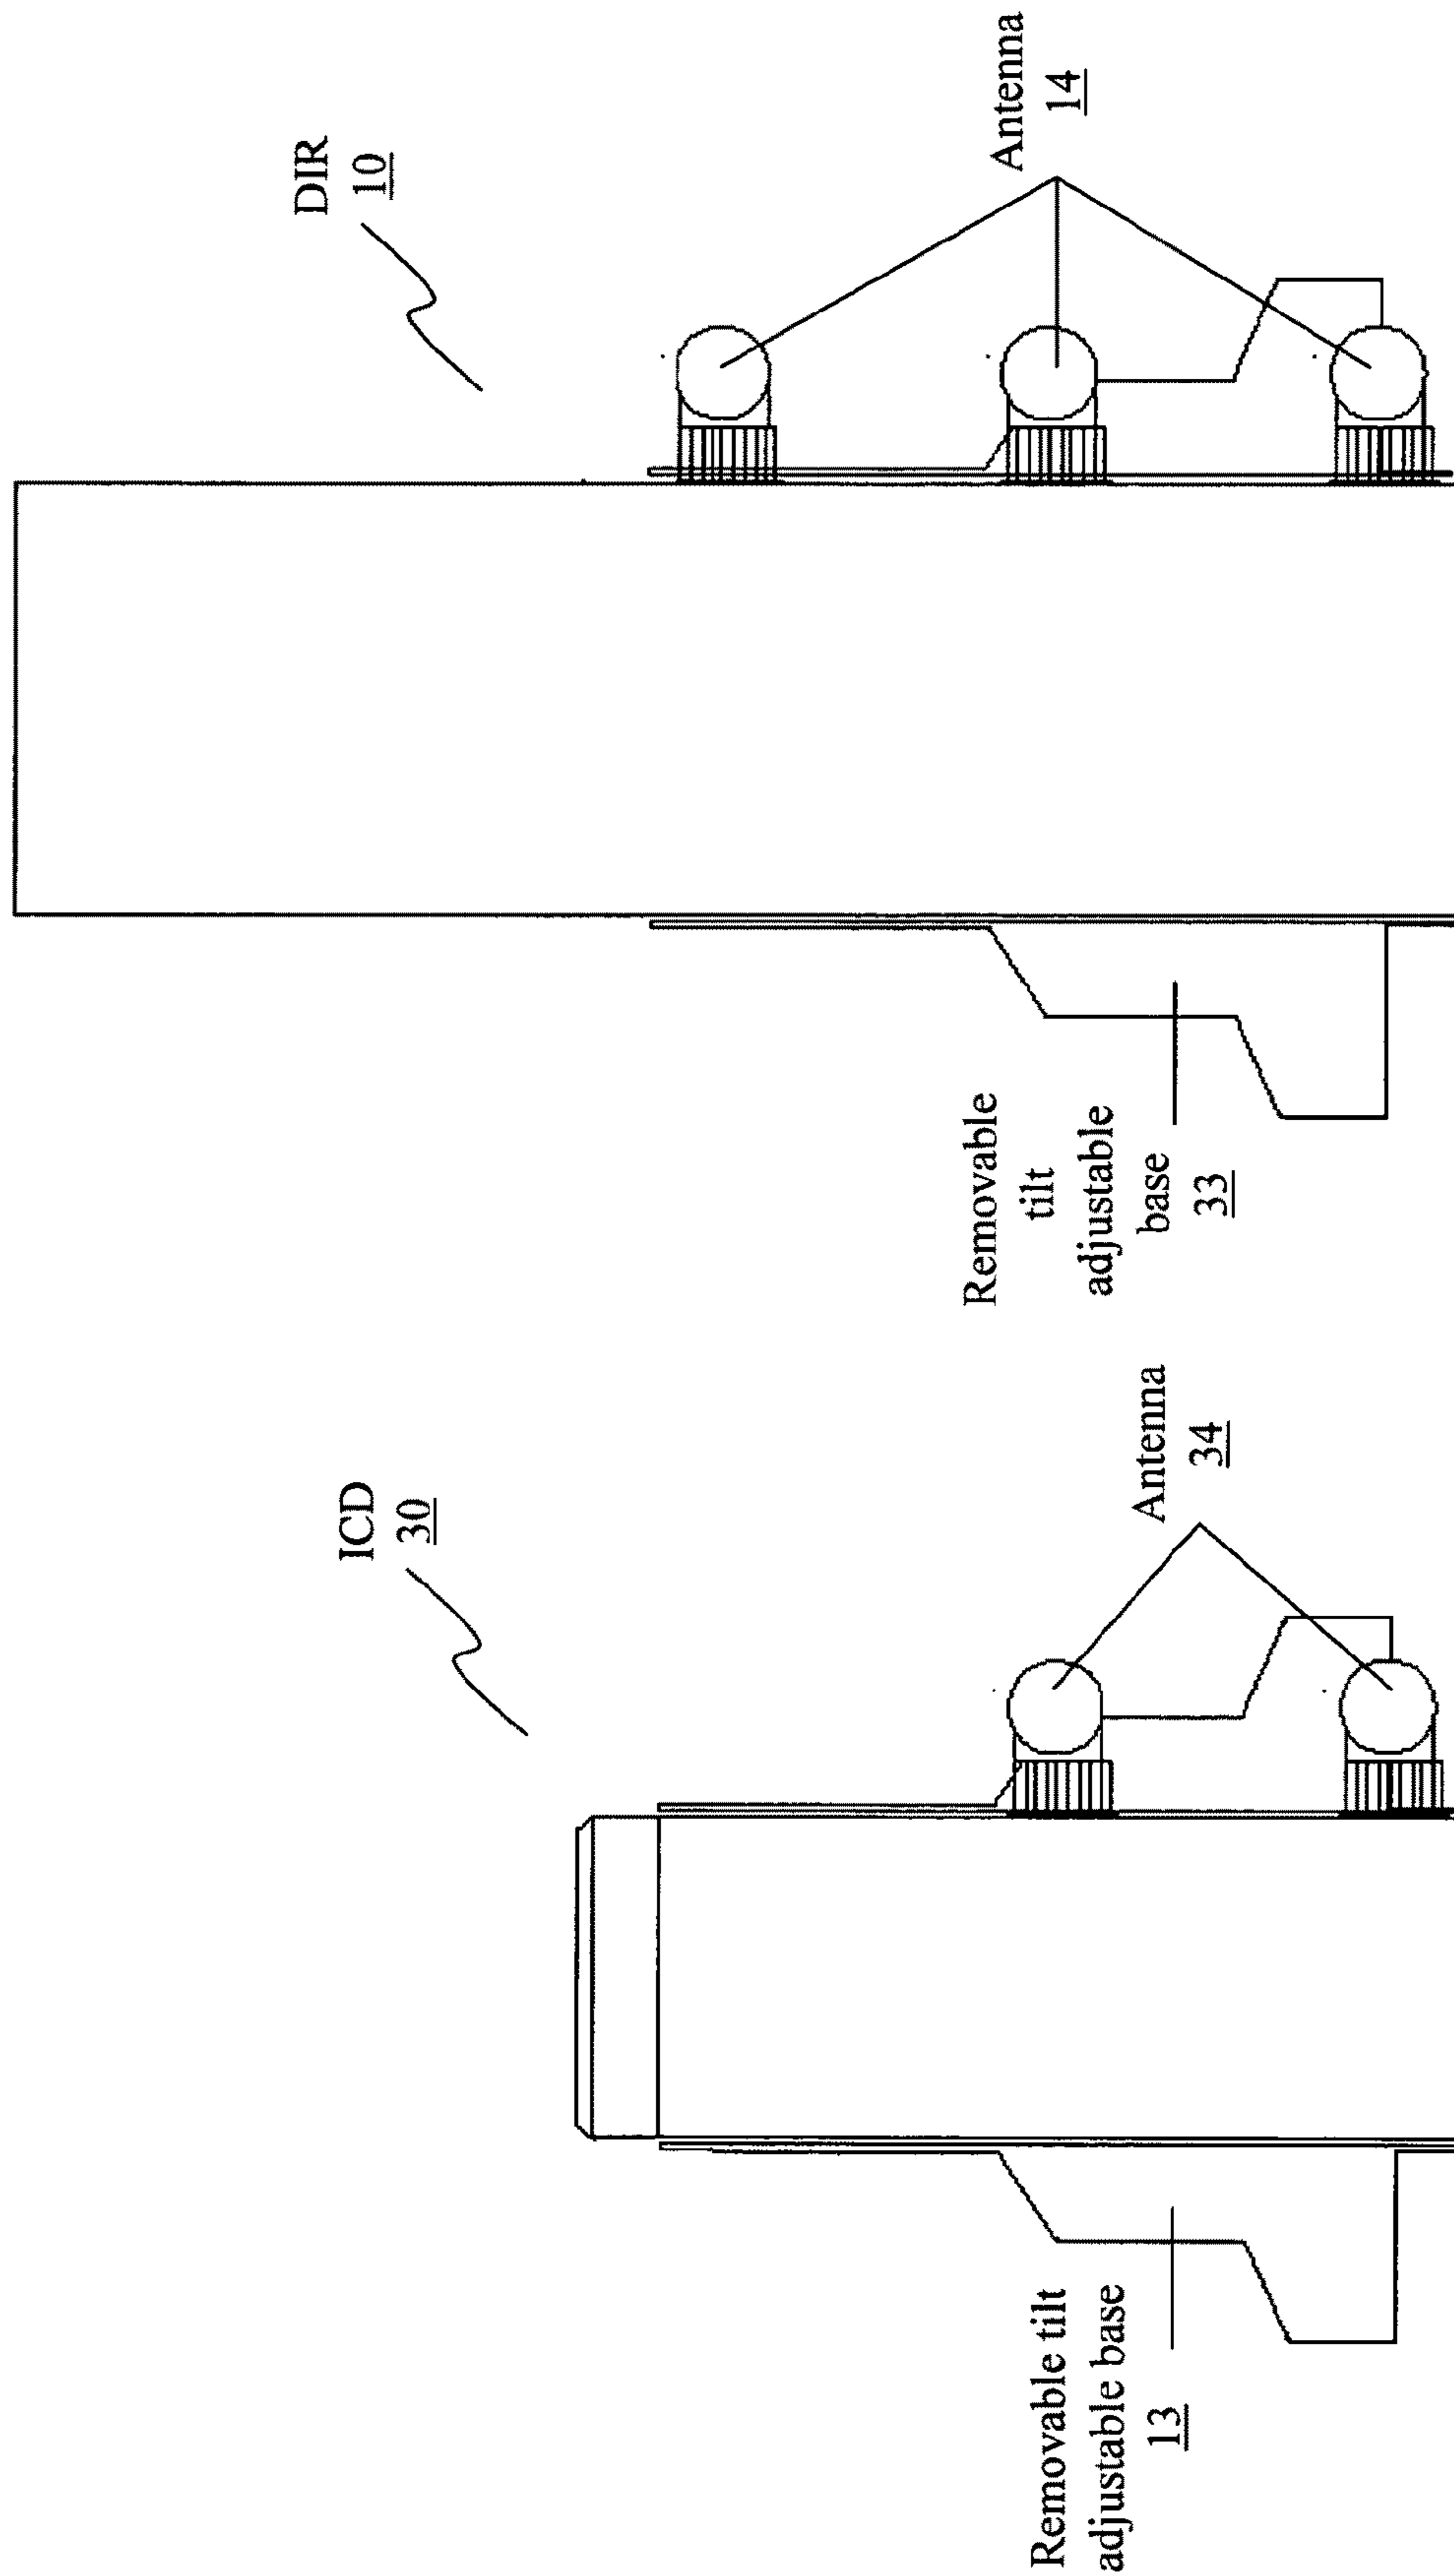 ICD
30
DIR
10
Removable tilt
adjustable base
13
Antenna
34
Removable
tilt
adjustable
base
33
Antenna
14